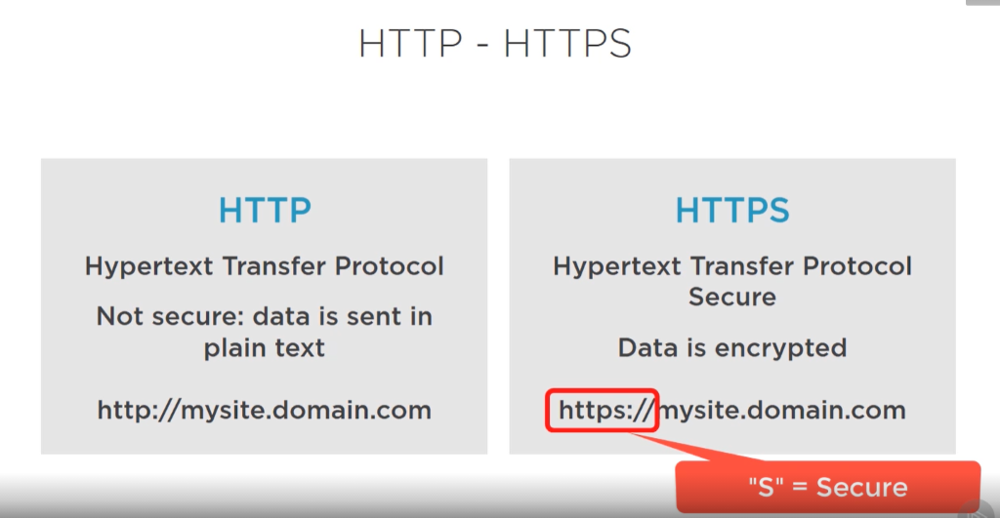 HTTP - HTTPS
HTTP
Hypertext Transfer Protocol
Not secure: data is sent in
plain text
http://mysite.domain.com
HTTPS
Hypertext Transfer Protocol
Secure
Data is encrypted
https://mysite.domain.com
"S" = Secure